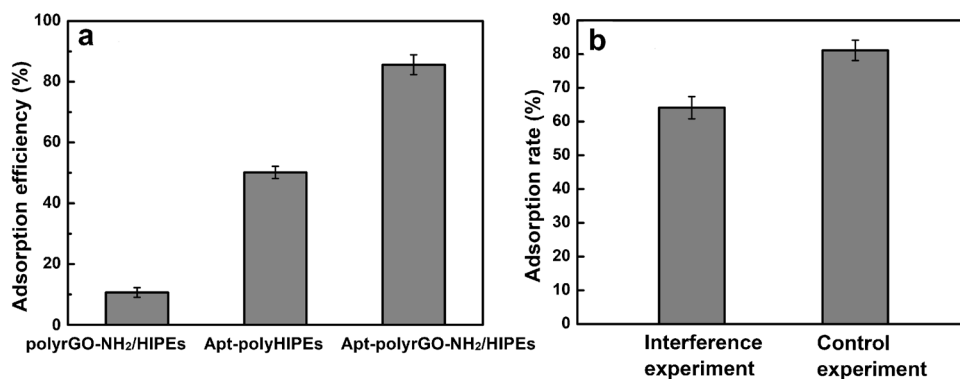 a
Adsorption efficiency (%)
100
80
60
40
20
0
polyrGO-NH₂/HIPEs
Apt-polyHIPEs
Apt-polyrGO-NH₂/HIPEs
b
Adsorption rate (%)
90
80
70
60
50
40
30
20
10
0
Interference
experiment
Control
experiment